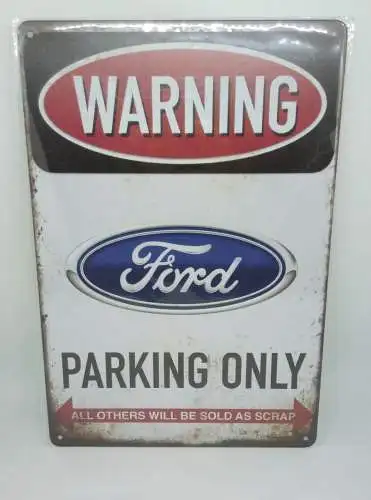 WARNING
Ford
PARKING ONLY
ALL OTHERS WILL BE SOLD AS SCRAP